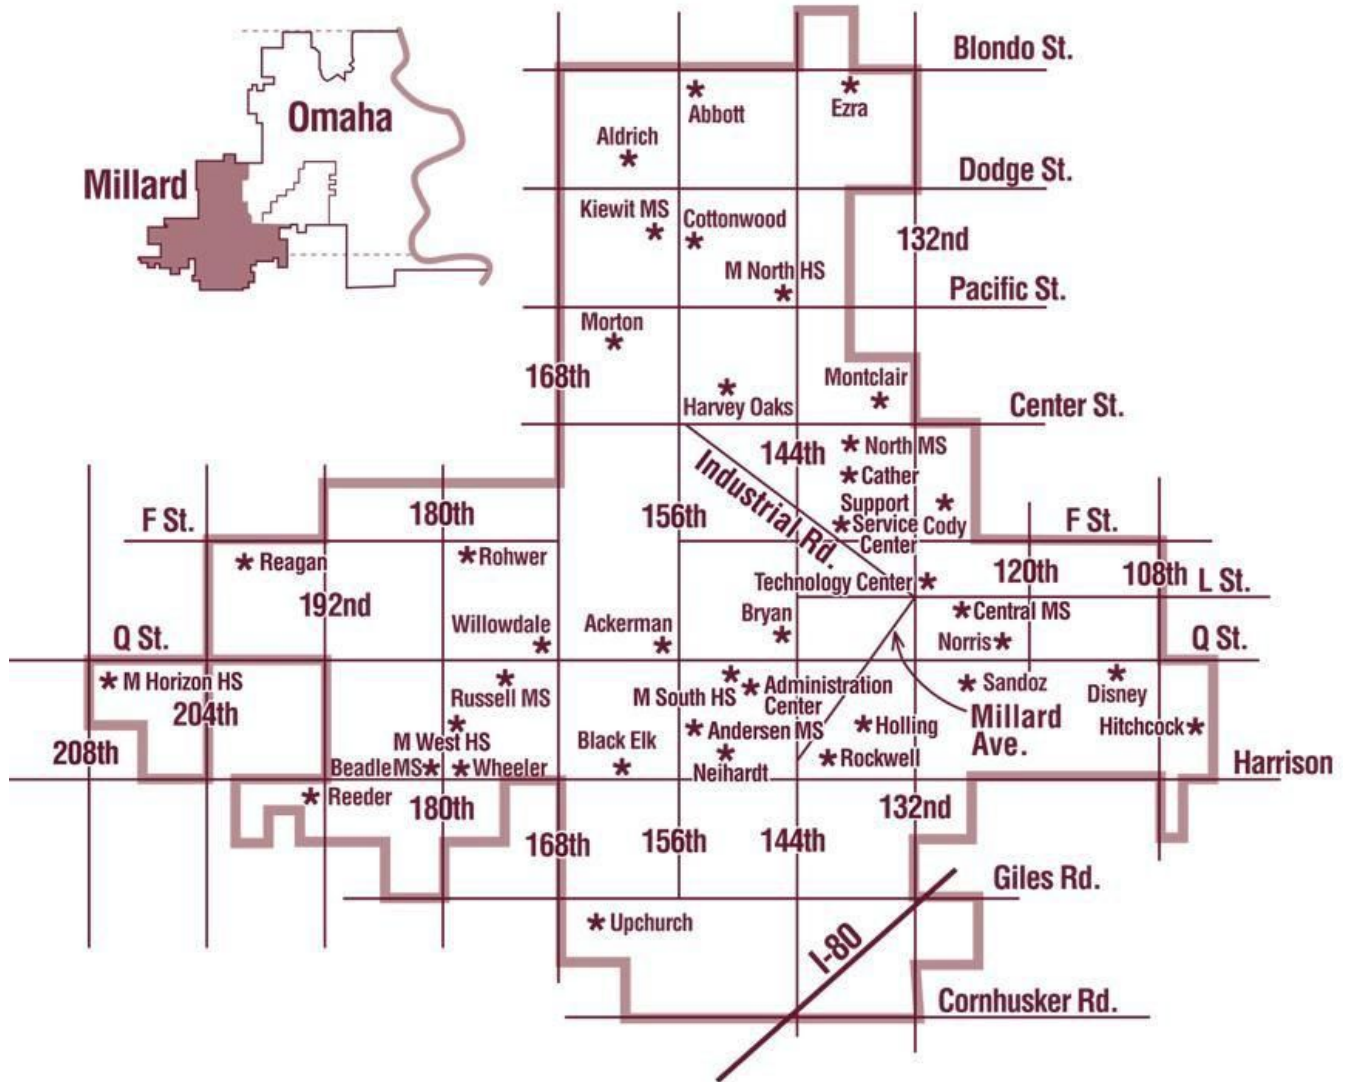 Blondo St.
Omaha
Abbott
Ezra
Aldrich
Millard
Dodge St.
Kiewit MS
Cottonwood
132nd
M North HS
Pacific St.
Morton
168th
Montclair
Harvey Oaks
Center St.
144th
North MS
Industrial Rd.
Cather
Support
Service
Center
Cody
F St.
180th
156th
F St.
Reagan
Rohwer
Technology Center
120th
108th
L St.
192nd
Bryan
Central MS
Willowdale
Ackerman
Norris
Q St.
Q St.
M Horizon HS
Russell MS
M South HS
Administration
Center
Sandoz
Disney
204th
Millard
Ave.
Andersen MS
Holling
Hitchcock
208th
M West HS
Black Elk
Beadle MS
Wheeler
Neihardt
Rockwell
Harrison
Reeder
180th
132nd
168th
156th
144th
Giles Rd.
Upchurch
I-80
Cornhusker Rd.